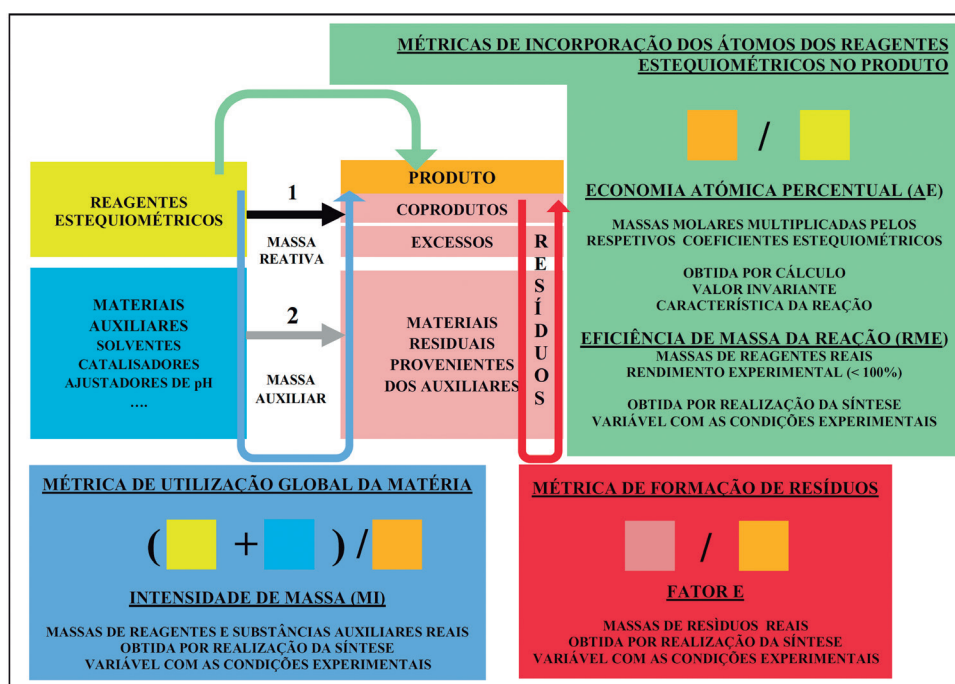 MÉTRICAS DE INCORPORAÇÃO DOS ÁTOMOS DOS REAGENTES
ESTEQUIOMÉTRICOS NO PRODUTO
/
ECONOMIA ATÓMICA PERCENTUAL (AE)
MASSAS MOLARES MULTIPLICADAS PELOS
RESPETIVOS COEFICIENTES ESTEQUIOMÉTRICOS
OBTIDA POR CÁLCULO
VALOR INVARIANTE
CARACTERÍSTICA DA REAÇÃO
EFICIÊNCIA DE MASSA DA REAÇÃO (RME)
MASSAS DE REAGENTES REAIS
RENDIMENTO EXPERIMENTAL (< 100%)
OBTIDA POR REALIZAÇÃO DA SÍNTESE
VARIÁVEL COM AS CONDIÇÕES EXPERIMENTAIS
REAGENTES
ESTEQUIOMÉTRICOS
1
MASSA
REATIVA
PRODUTO
COPRODUTOS
EXCESSOS
RESÍDUOS
MATERIAIS
AUXILIARES
SOLVENTES
CATALISADORES
AJUSTADORES DE pH
....
2
MASSA
AUXILIAR
MATERIAIS
RESIDUAIS
PROVENIENTES
DOS AUXILIARES
MÉTRICA DE UTILIZAÇÃO GLOBAL DA MATÉRIA
( + ) /
INTENSIDADE DE MASSA (MI)
MASSAS DE REAGENTES E SUBSTÂNCIAS AUXILIARES REAIS
OBTIDA POR REALIZAÇÃO DA SÍNTESE
VARIÁVEL COM AS CONDIÇÕES EXPERIMENTAIS
MÉTRICA DE FORMAÇÃO DE RESÍDUOS
/
FATOR E
MASSAS DE RESÌDUOS REAIS
OBTIDA POR REALIZAÇÃO DA SÍNTESE
VARIÁVEL COM AS CONDIÇÕES EXPERIMENTAIS